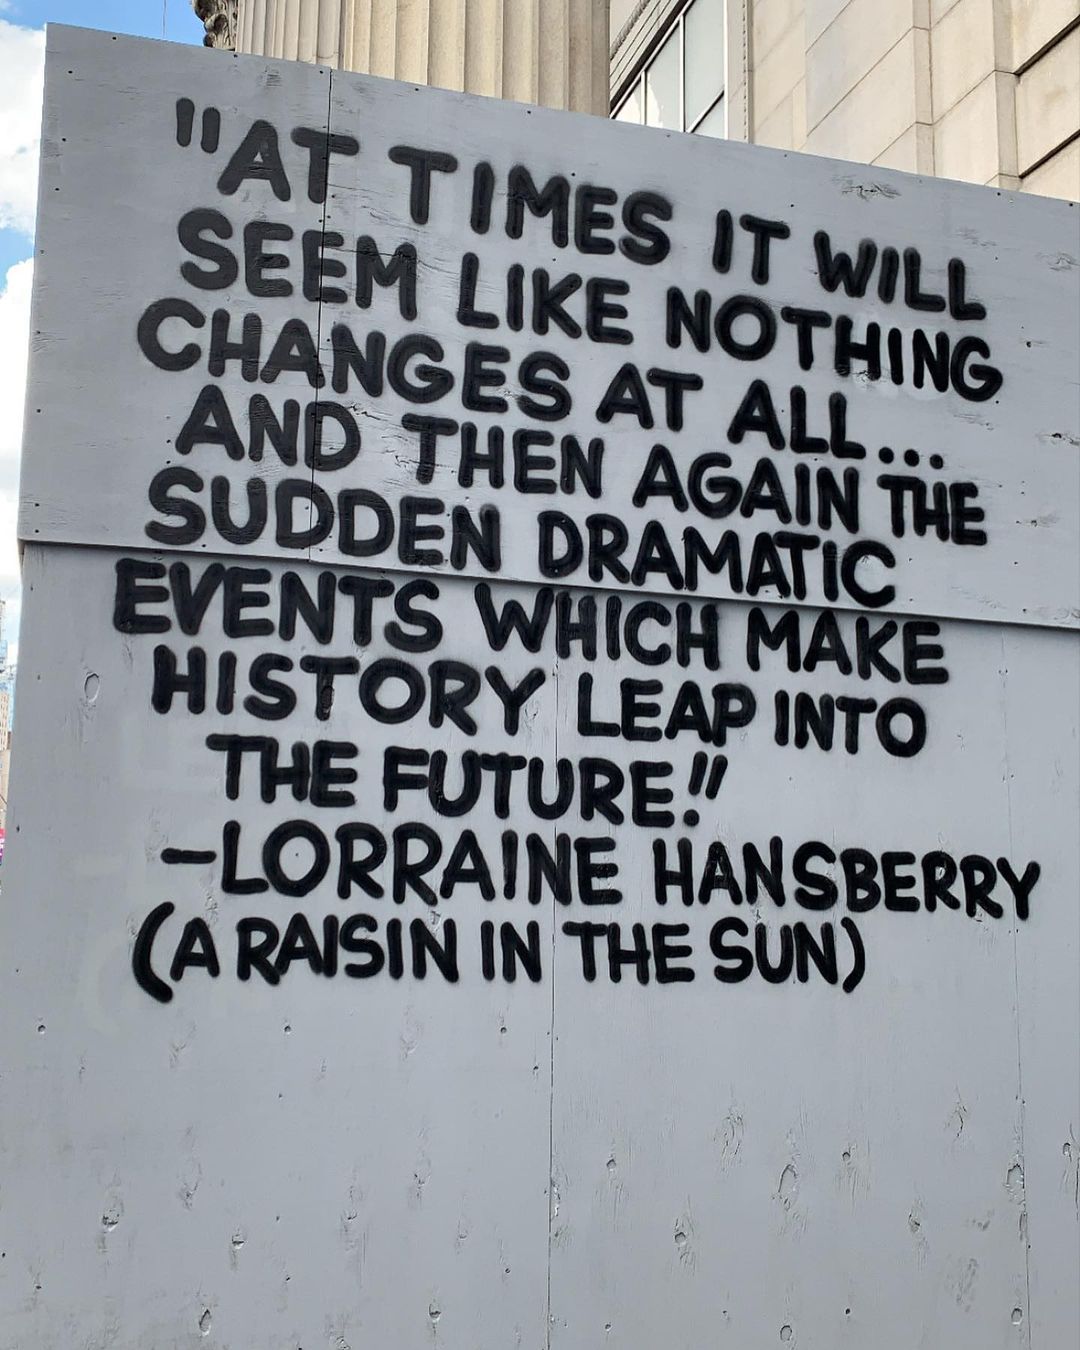 "AT TIMES IT WILL
SEEM LIKE NOTHING
CHANGES AT ALL...
AND THEN AGAIN THE
SUDDEN DRAMATIC
EVENTS WHICH MAKE
HISTORY LEAP INTO
THE FUTURE!"
-LORRAINE HANSBERRY
(A RAISIN IN THE SUN)